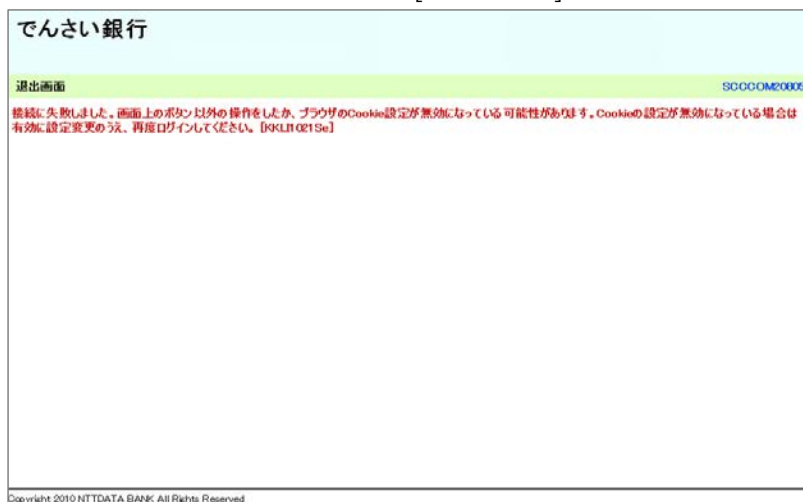 でんさい銀行
退出画面
SCCCOM20805
接続に失敗しました。画面上のボタン以外の操作をしたか、ブラウザのCookie設定が無効になっている可能性があります。Cookieの設定が無効になっている場合は
有効に設定変更のうえ、再度ログインしてください。
Copyright 2010 NTTDATA BANK All Rights Reserved